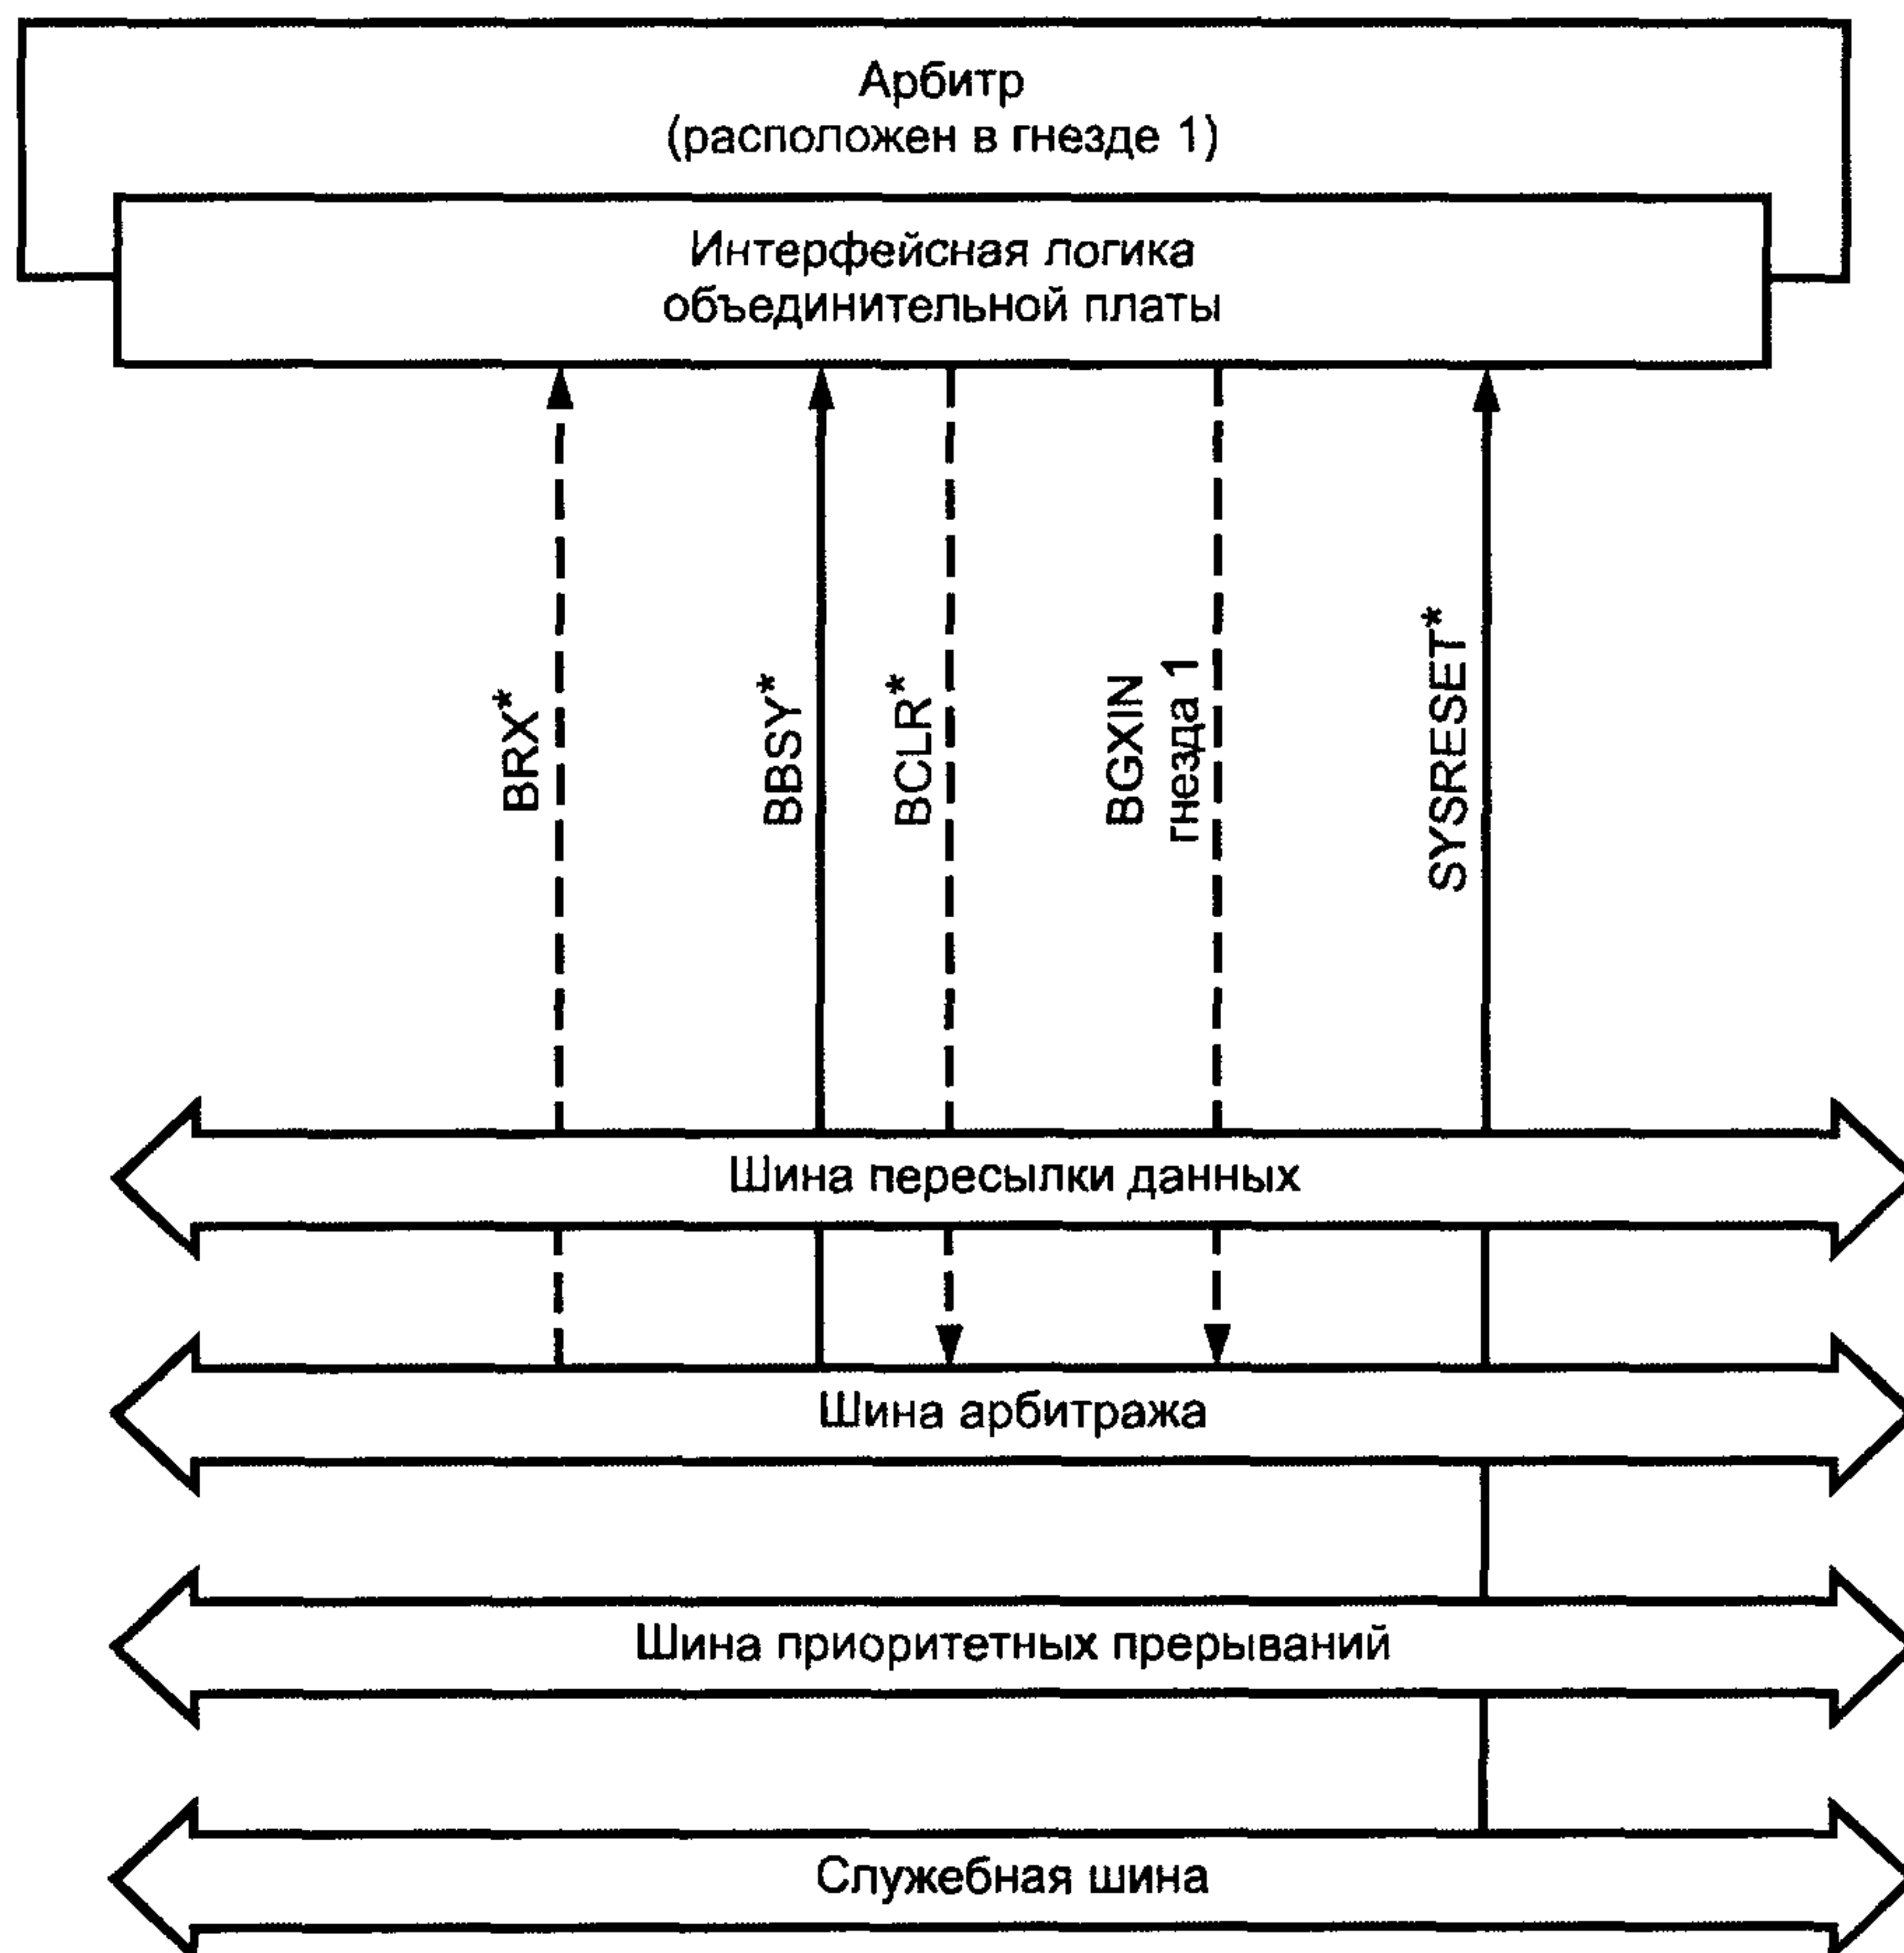 Арбитр
(расположен в гнезде 1)
Интерфейсная логика
объединительной платы
BRX*
BBSY*
BCLR*
BGXIN
гнезда 1
SYSRESET*
Шина пересылки данных
Шина арбитража
Шина приоритетных прерываний
Служебная шина